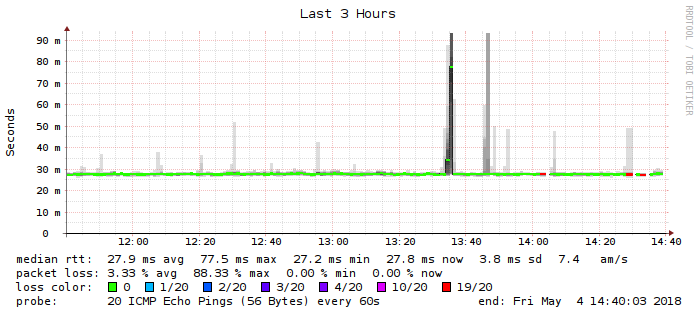 Last 3 Hours
RRDTOOL / TOBI OETIKER
Seconds
90 m
80 m
70 m
60 m
50 m
40 m
30 m
20 m
10 m
0
12:00 12:20 12:40 13:00 13:20 13:40 14:00 14:20 14:40
median rtt: 27.9 ms avg 77.5 ms max 27.2 ms min 27.8 ms now 3.8 ms sd 7.4 am/s
packet loss: 3.33 % avg 88.33 % max 0.00 % min 0.00 % now
loss color: 0 1/20 2/20 3/20 4/20 10/20 19/20
probe: 20 ICMP Echo Pings (56 Bytes) every 60s end: Fri May 4 14:40:03 2018